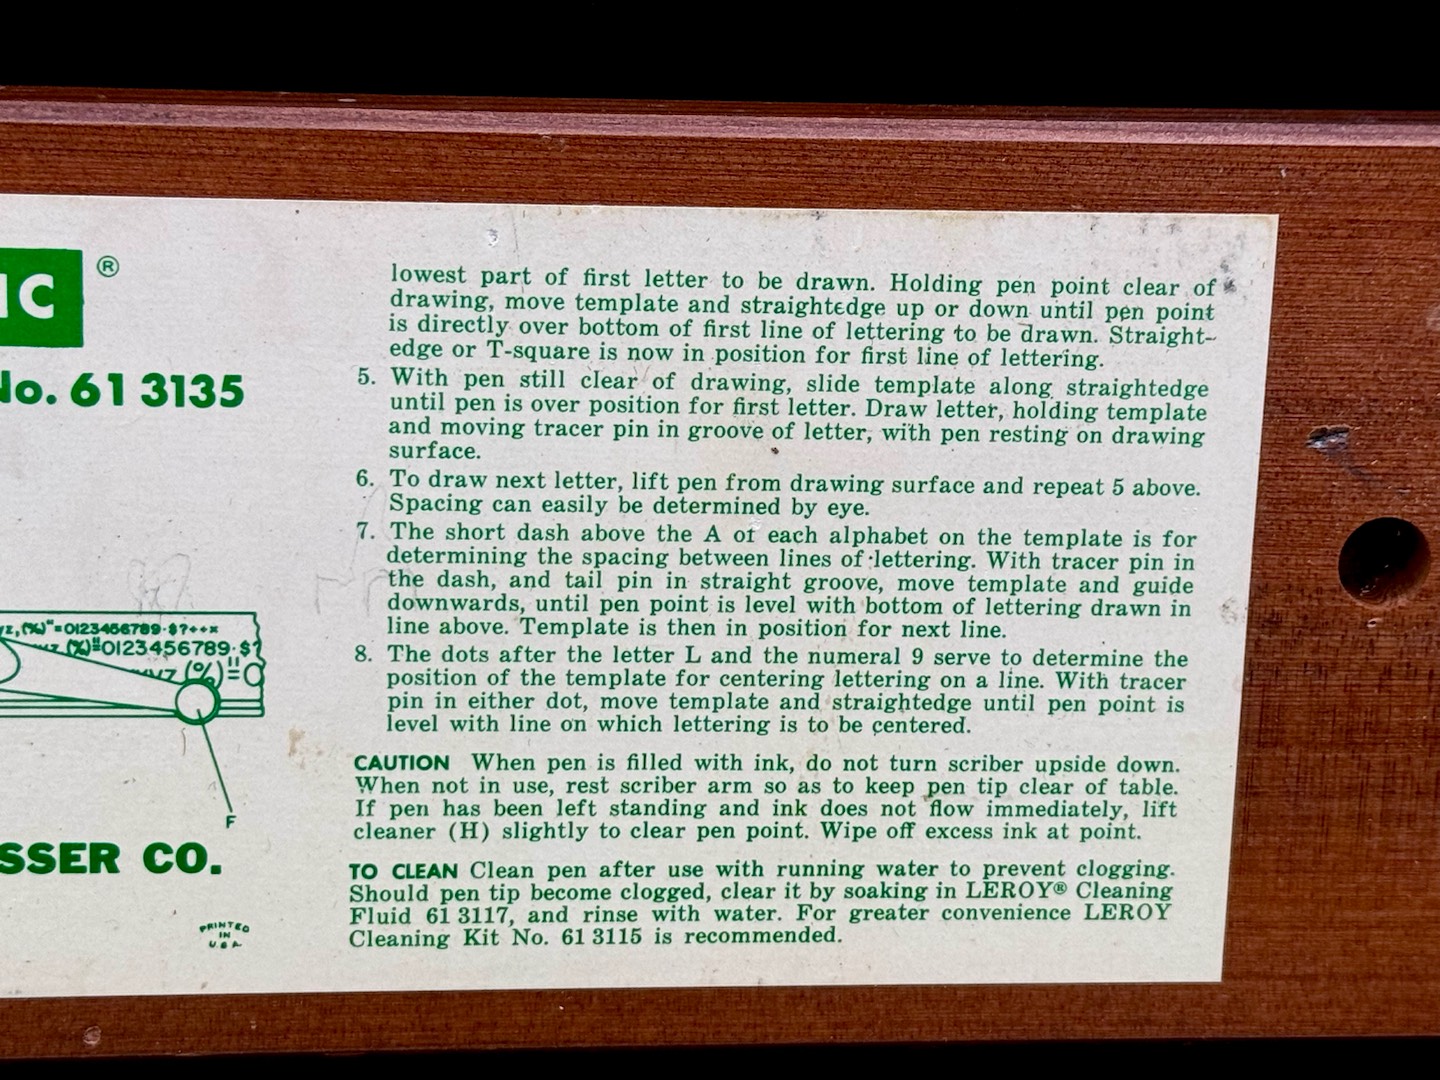 IC ®
No. 61 3135
yz,(%)"=0123456789·$?÷+×
yz (%)"=0123456789·$?
(%)"=0
F
SSER CO.
PRINTED
IN
U.S.A.
lowest part of first letter to be drawn. Holding pen point clear of
drawing, move template and straightedge up or down until pen point
is directly over bottom of first line of lettering to be drawn. Straight-
edge or T-square is now in position for first line of lettering.
5. With pen still clear of drawing, slide template along straightedge
until pen is over position for first letter. Draw letter, holding template
and moving tracer pin in groove of letter, with pen resting on drawing
surface.
6. To draw next letter, lift pen from drawing surface and repeat 5 above.
Spacing can easily be determined by eye.
7. The short dash above the A of each alphabet on the template is for
determining the spacing between lines of lettering. With tracer pin in
the dash, and tail pin in straight groove, move template and guide
downwards, until pen point is level with bottom of lettering drawn in
line above. Template is then in position for next line.
8. The dots after the letter L and the numeral 9 serve to determine the
position of the template for centering lettering on a line. With tracer
pin in either dot, move template and straightedge until pen point is
level with line on which lettering is to be centered.
CAUTION When pen is filled with ink, do not turn scriber upside down.
When not in use, rest scriber arm so as to keep pen tip clear of table.
If pen has been left standing and ink does not flow immediately, lift
cleaner (H) slightly to clear pen point. Wipe off excess ink at point.
TO CLEAN Clean pen after use with running water to prevent clogging.
Should pen tip become clogged, clear it by soaking in LEROY® Cleaning
Fluid 61 3117, and rinse with water. For greater convenience LEROY
Cleaning Kit No. 61 3115 is recommended.